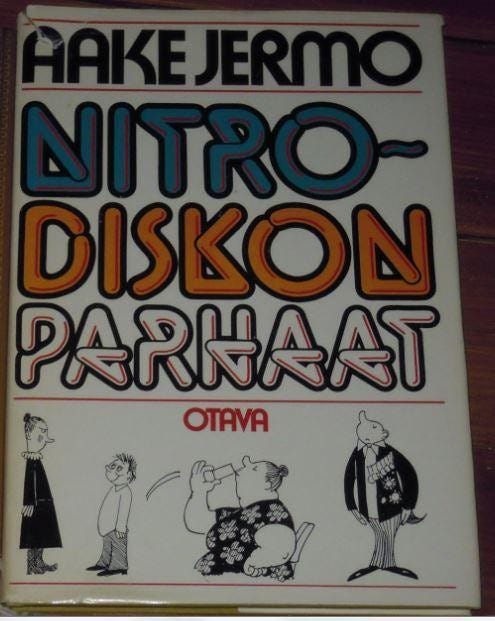 AAKE JERMO
NITRO-
DISKON
PARHAAT
OTAVA